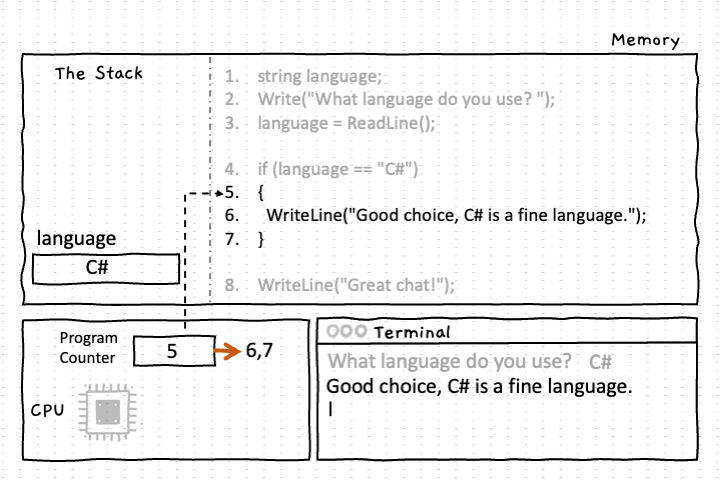 Memory
The Stack
1. string language;
2. Write("What language do you use? ");
3. language = ReadLine();
4. if (language == "C#")
5. {
6. WriteLine("Good choice, C# is a fine language.");
7. }
8. WriteLine("Great chat!");
language
C#
Program
Counter
5
6,7
CPU
Terminal
What language do you use? C#
Good choice, C# is a fine language.